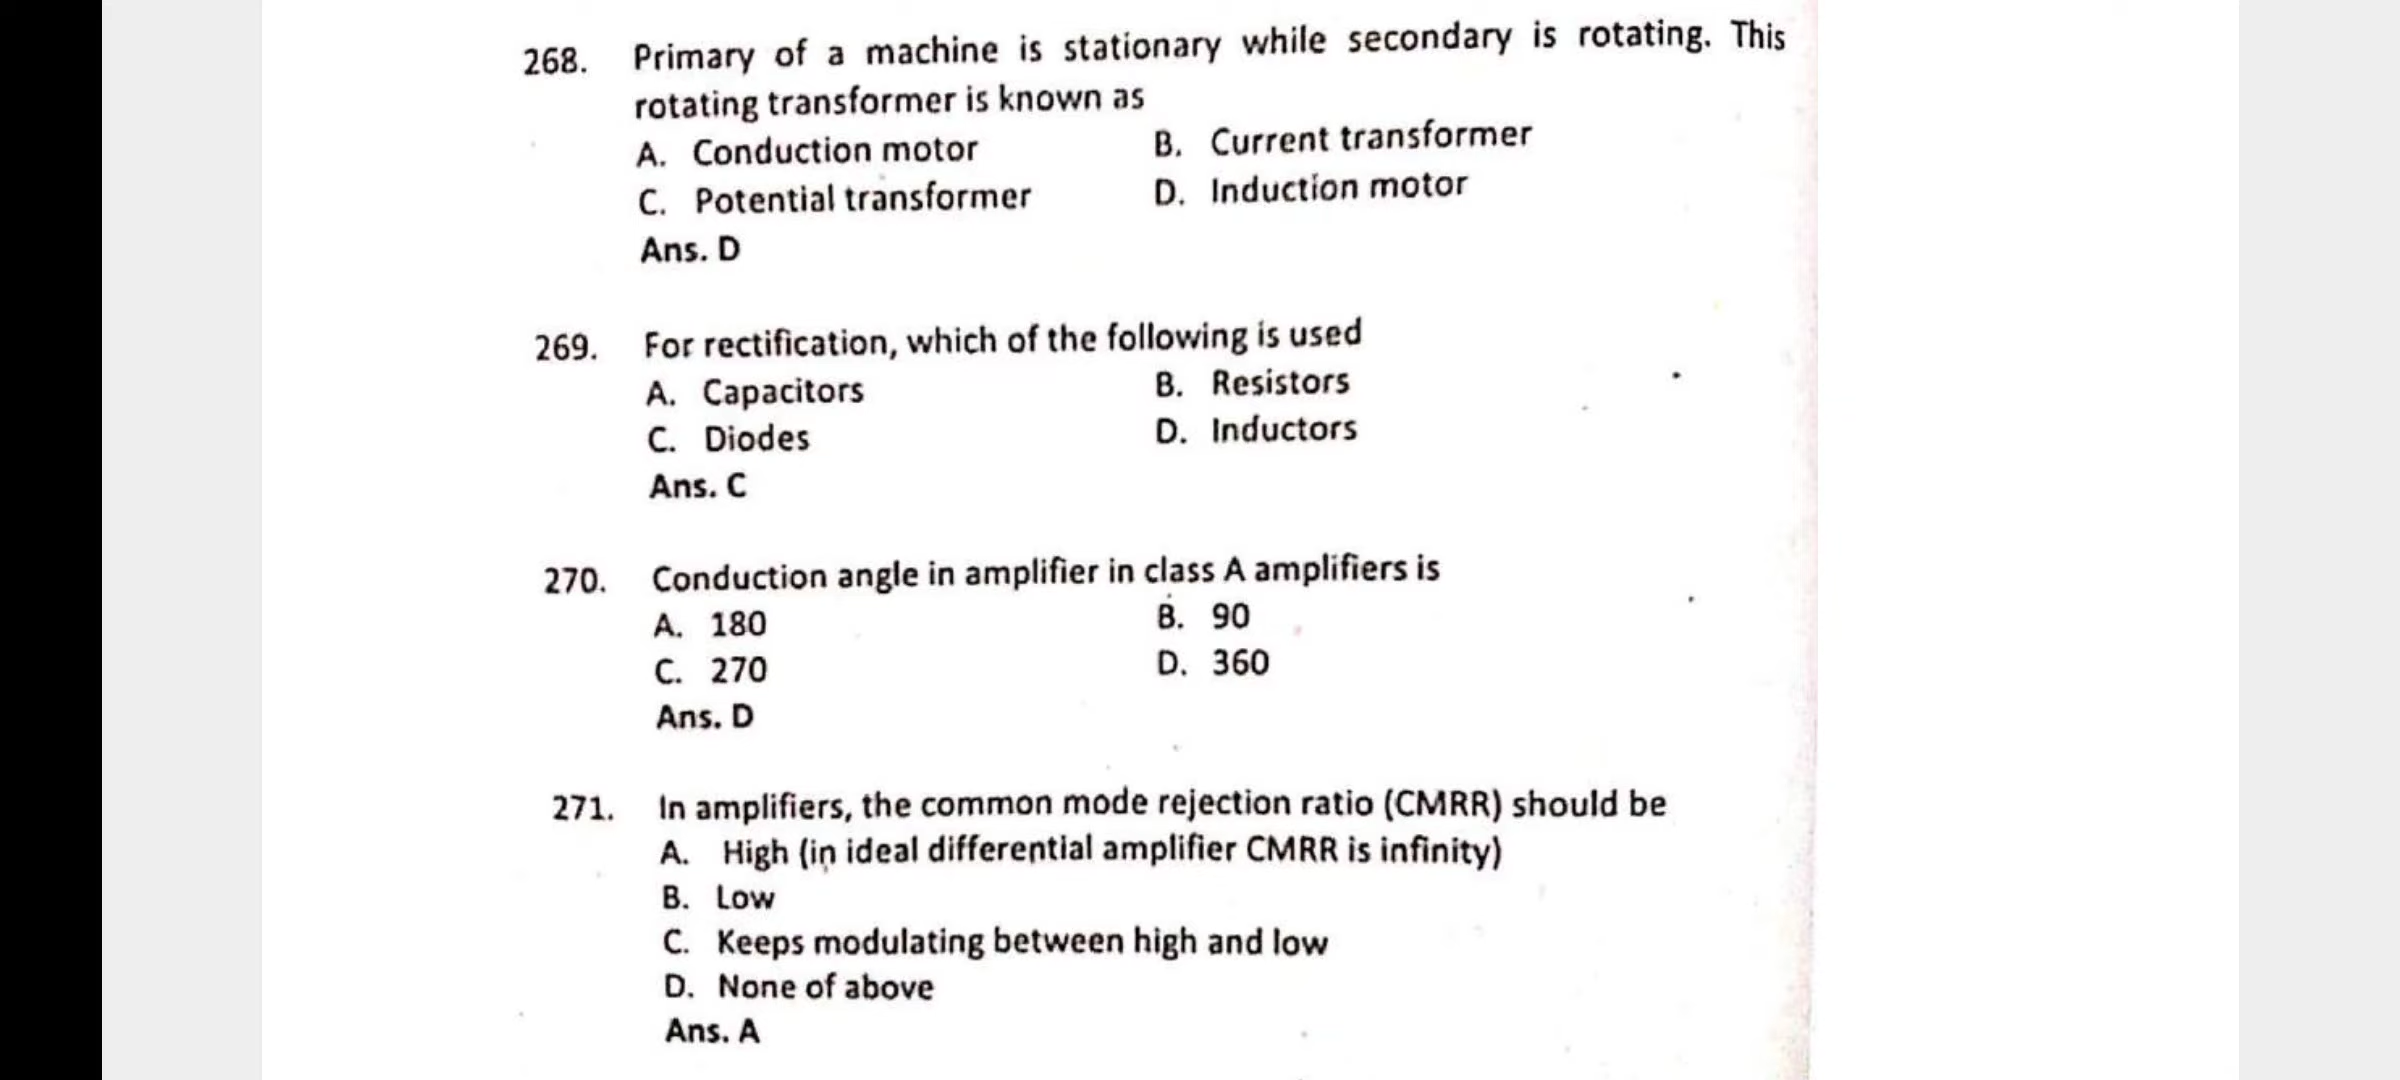 268. Primary of a machine is stationary while secondary is rotating. This
rotating transformer is known as
A. Conduction motor B. Current transformer
C. Potential transformer D. Induction motor
Ans. D
269. For rectification, which of the following is used
A. Capacitors B. Resistors
C. Diodes D. Inductors
Ans. C
270. Conduction angle in amplifier in class A amplifiers is
A. 180 B. 90
C. 270 D. 360
Ans. D
271. In amplifiers, the common mode rejection ratio (CMRR) should be
A. High (in ideal differential amplifier CMRR is infinity)
B. Low
C. Keeps modulating between high and low
D. None of above
Ans. A